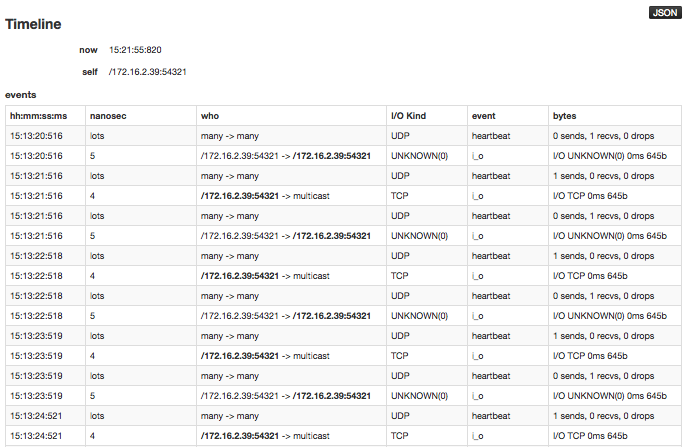 JSON
Timeline
now 15:21:55:820
self /172.16.2.39:54321
events
hh:mm:ss:ms nanosec who I/O Kind event bytes
15:13:20:516 lots many -> many UDP heartbeat 0 sends, 1 recvs, 0 drops
15:13:20:516 5 /172.16.2.39:54321 -> /172.16.2.39:54321 UNKNOWN(0) i_o I/O UNKNOWN(0) 0ms 645b
15:13:21:516 lots many -> many UDP heartbeat 1 sends, 0 recvs, 0 drops
15:13:21:516 4 /172.16.2.39:54321 -> multicast TCP i_o I/O TCP 0ms 645b
15:13:21:516 lots many -> many UDP heartbeat 0 sends, 1 recvs, 0 drops
15:13:21:516 5 /172.16.2.39:54321 -> /172.16.2.39:54321 UNKNOWN(0) i_o I/O UNKNOWN(0) 0ms 645b
15:13:22:518 lots many -> many UDP heartbeat 1 sends, 0 recvs, 0 drops
15:13:22:518 4 /172.16.2.39:54321 -> multicast TCP i_o I/O TCP 0ms 645b
15:13:22:518 lots many -> many UDP heartbeat 0 sends, 1 recvs, 0 drops
15:13:22:518 5 /172.16.2.39:54321 -> /172.16.2.39:54321 UNKNOWN(0) i_o I/O UNKNOWN(0) 0ms 645b
15:13:23:519 lots many -> many UDP heartbeat 1 sends, 0 recvs, 0 drops
15:13:23:519 4 /172.16.2.39:54321 -> multicast TCP i_o I/O TCP 0ms 645b
15:13:23:519 lots many -> many UDP heartbeat 0 sends, 1 recvs, 0 drops
15:13:23:519 5 /172.16.2.39:54321 -> /172.16.2.39:54321 UNKNOWN(0) i_o I/O UNKNOWN(0) 0ms 645b
15:13:24:521 lots many -> many UDP heartbeat 1 sends, 0 recvs, 0 drops
15:13:24:521 4 /172.16.2.39:54321 -> multicast TCP i_o I/O TCP 0ms 645b